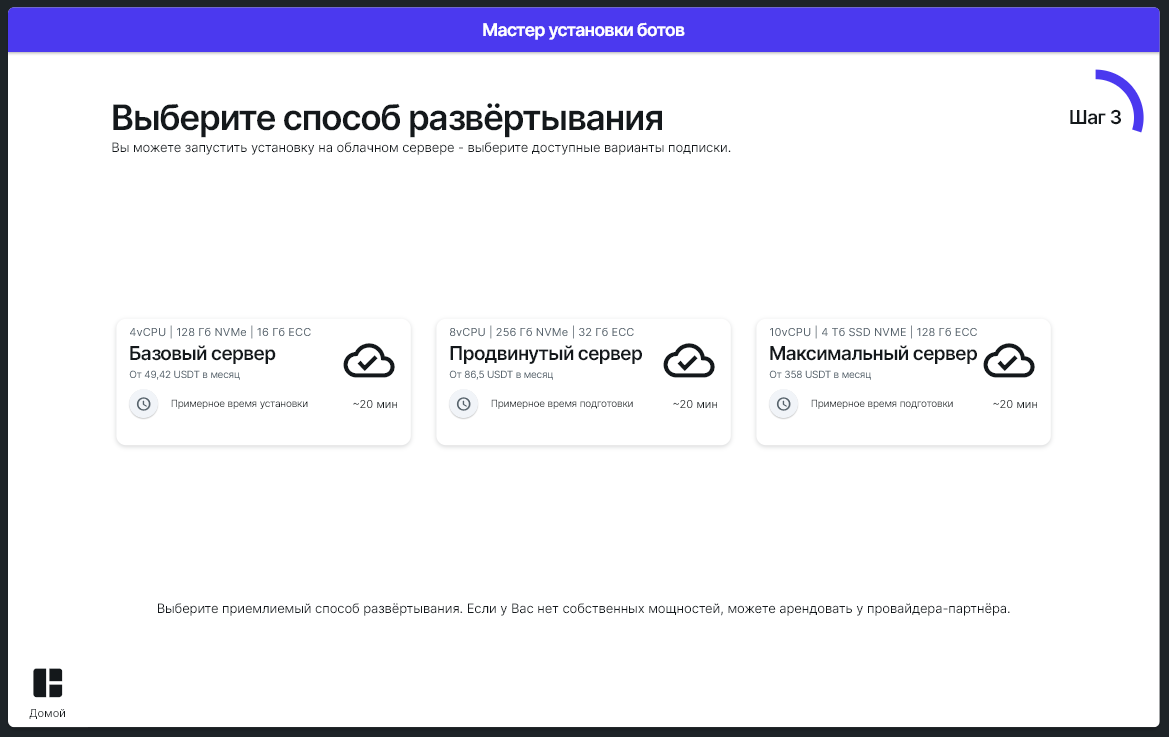 Мастер установки ботов
Шаг 3
Выберите способ развёртывания
Вы можете запустить установку на облачном сервере - выберите доступные варианты подписки.
4vCPU | 128 Гб NVMe | 16 Гб ECC
Базовый сервер
От 49,42 USDT в месяц
Примерное время установки ~20 мин
8vCPU | 256 Гб NVMe | 32 Гб ECC
Продвинутый сервер
От 86,5 USDT в месяц
Примерное время подготовки ~20 мин
10vCPU | 4 Тб SSD NVME | 128 Гб ECC
Максимальный сервер
От 358 USDT в месяц
Примерное время подготовки ~20 мин
Выберите приемлиемый способ развёртывания. Если у Вас нет собственных мощностей, можете арендовать у провайдера-партнёра.
Домой